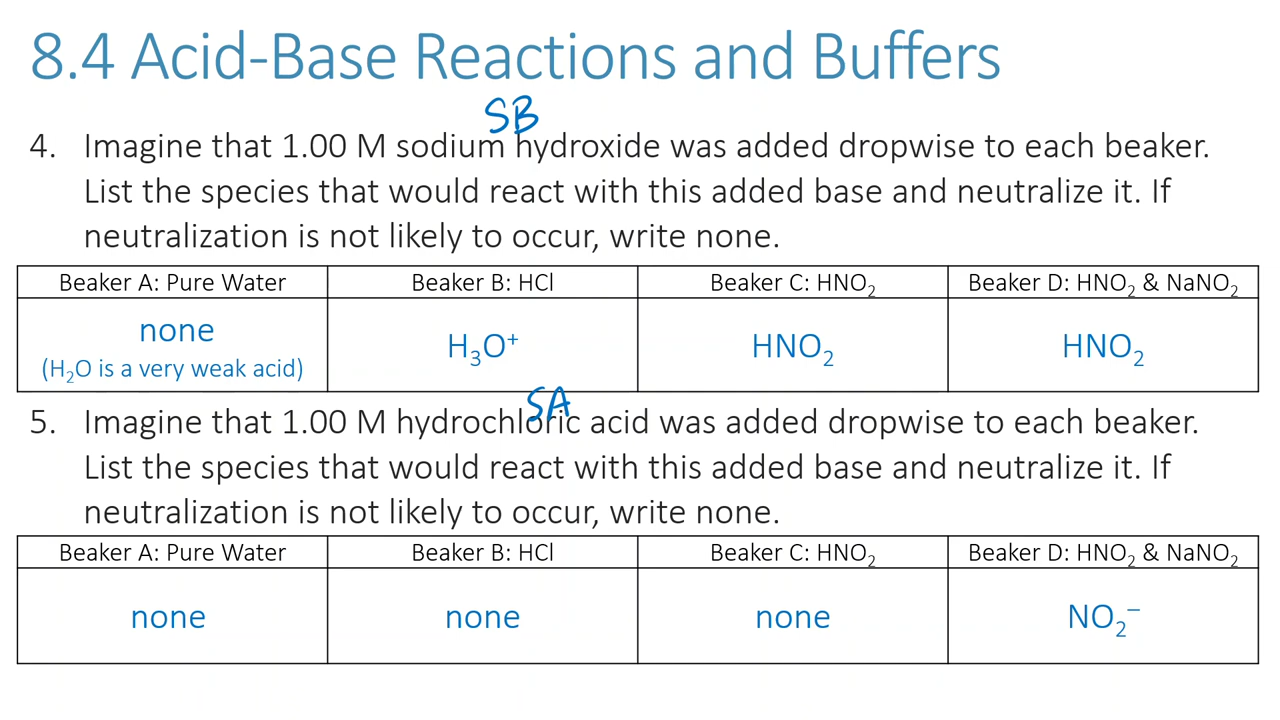 8.4 Acid-Base Reactions and Buffers
SB
4. Imagine that 1.00 M sodium hydroxide was added dropwise to each beaker.
List the species that would react with this added base and neutralize it. If
neutralization is not likely to occur, write none.
Beaker A: Pure Water Beaker B: HCl Beaker C: HNO₂ Beaker D: HNO₂ & NaNO₂
none
(H₂O is a very weak acid)
H₃O⁺ HNO₂ HNO₂
SA
5. Imagine that 1.00 M hydrochloric acid was added dropwise to each beaker.
List the species that would react with this added base and neutralize it. If
neutralization is not likely to occur, write none.
Beaker A: Pure Water Beaker B: HCl Beaker C: HNO₂ Beaker D: HNO₂ & NaNO₂
none none none NO₂⁻